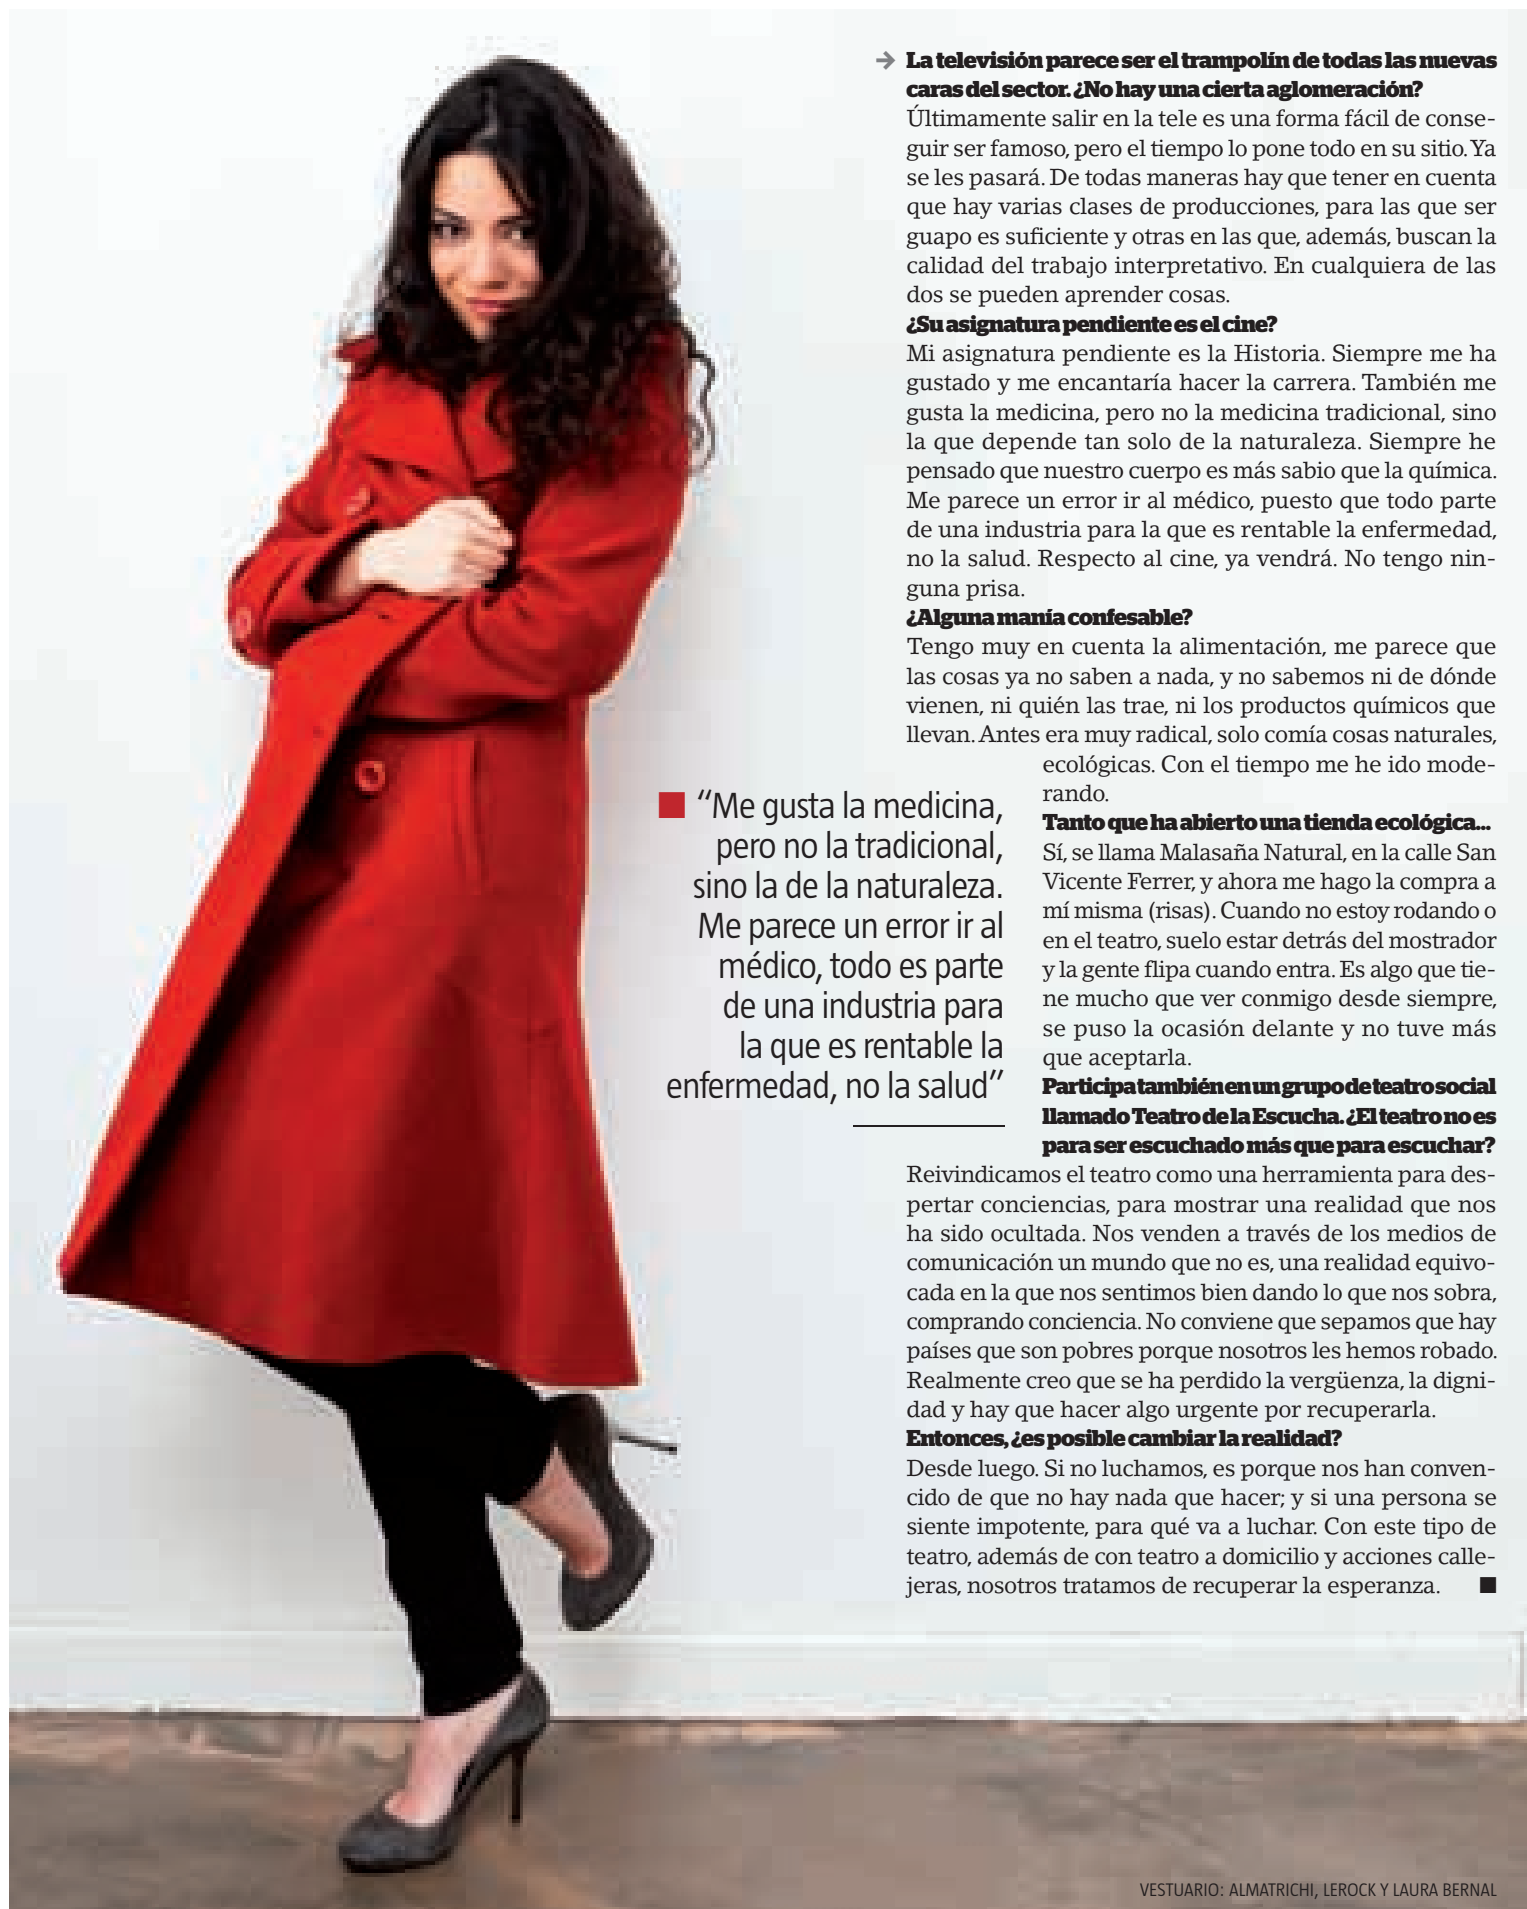 → La televisión parece ser el trampolín de todas las nuevas
caras del sector. ¿No hay una cierta aglomeración?
Últimamente salir en la tele es una forma fácil de conse-
guir ser famoso, pero el tiempo lo pone todo en su sitio. Ya
se les pasará. De todas maneras hay que tener en cuenta
que hay varias clases de producciones, para las que ser
guapo es suficiente y otras en las que, además, buscan la
calidad del trabajo interpretativo. En cualquiera de las
dos se pueden aprender cosas.
¿Su asignatura pendiente es el cine?
Mi asignatura pendiente es la Historia. Siempre me ha
gustado y me encantaría hacer la carrera. También me
gusta la medicina, pero no la medicina tradicional, sino
la que depende tan solo de la naturaleza. Siempre he
pensado que nuestro cuerpo es más sabio que la química.
Me parece un error ir al médico, puesto que todo parte
de una industria para la que es rentable la enfermedad,
no la salud. Respecto al cine, ya vendrá. No tengo nin-
guna prisa.
¿Alguna manía confesable?
Tengo muy en cuenta la alimentación, me parece que
las cosas ya no saben a nada, y no sabemos ni de dónde
vienen, ni quién las trae, ni los productos químicos que
llevan. Antes era muy radical, solo comía cosas naturales,
ecológicas. Con el tiempo me he ido mode-
rando.
Tanto que ha abierto una tienda ecológica...
Sí, se llama Malasaña Natural, en la calle San
Vicente Ferrer, y ahora me hago la compra a
mí misma (risas). Cuando no estoy rodando o
en el teatro, suelo estar detrás del mostrador
y la gente flipa cuando entra. Es algo que tie-
ne mucho que ver conmigo desde siempre,
se puso la ocasión delante y no tuve más
que aceptarla.
Participa también en un grupo de teatro social
llamado Teatro de la Escucha. ¿El teatro no es
para ser escuchado más que para escuchar?
Reivindicamos el teatro como una herramienta para des-
pertar conciencias, para mostrar una realidad que nos
ha sido ocultada. Nos venden a través de los medios de
comunicación un mundo que no es, una realidad equivo-
cada en la que nos sentimos bien dando lo que nos sobra,
comprando conciencia. No conviene que sepamos que hay
países que son pobres porque nosotros les hemos robado.
Realmente creo que se ha perdido la vergüenza, la digni-
dad y hay que hacer algo urgente por recuperarla.
Entonces, ¿es posible cambiar la realidad?
Desde luego. Si no luchamos, es porque nos han conven-
cido de que no hay nada que hacer; y si una persona se
siente impotente, para qué va a luchar. Con este tipo de
teatro, además de con teatro a domicilio y acciones calle-
jeras, nosotros tratamos de recuperar la esperanza. ■
■ “Me gusta la medicina,
pero no la tradicional,
sino la de la naturaleza.
Me parece un error ir al
médico, todo es parte
de una industria para
la que es rentable la
enfermedad, no la salud”
VESTUARIO: ALMATRICHI, LEROCK Y LAURA BERNAL